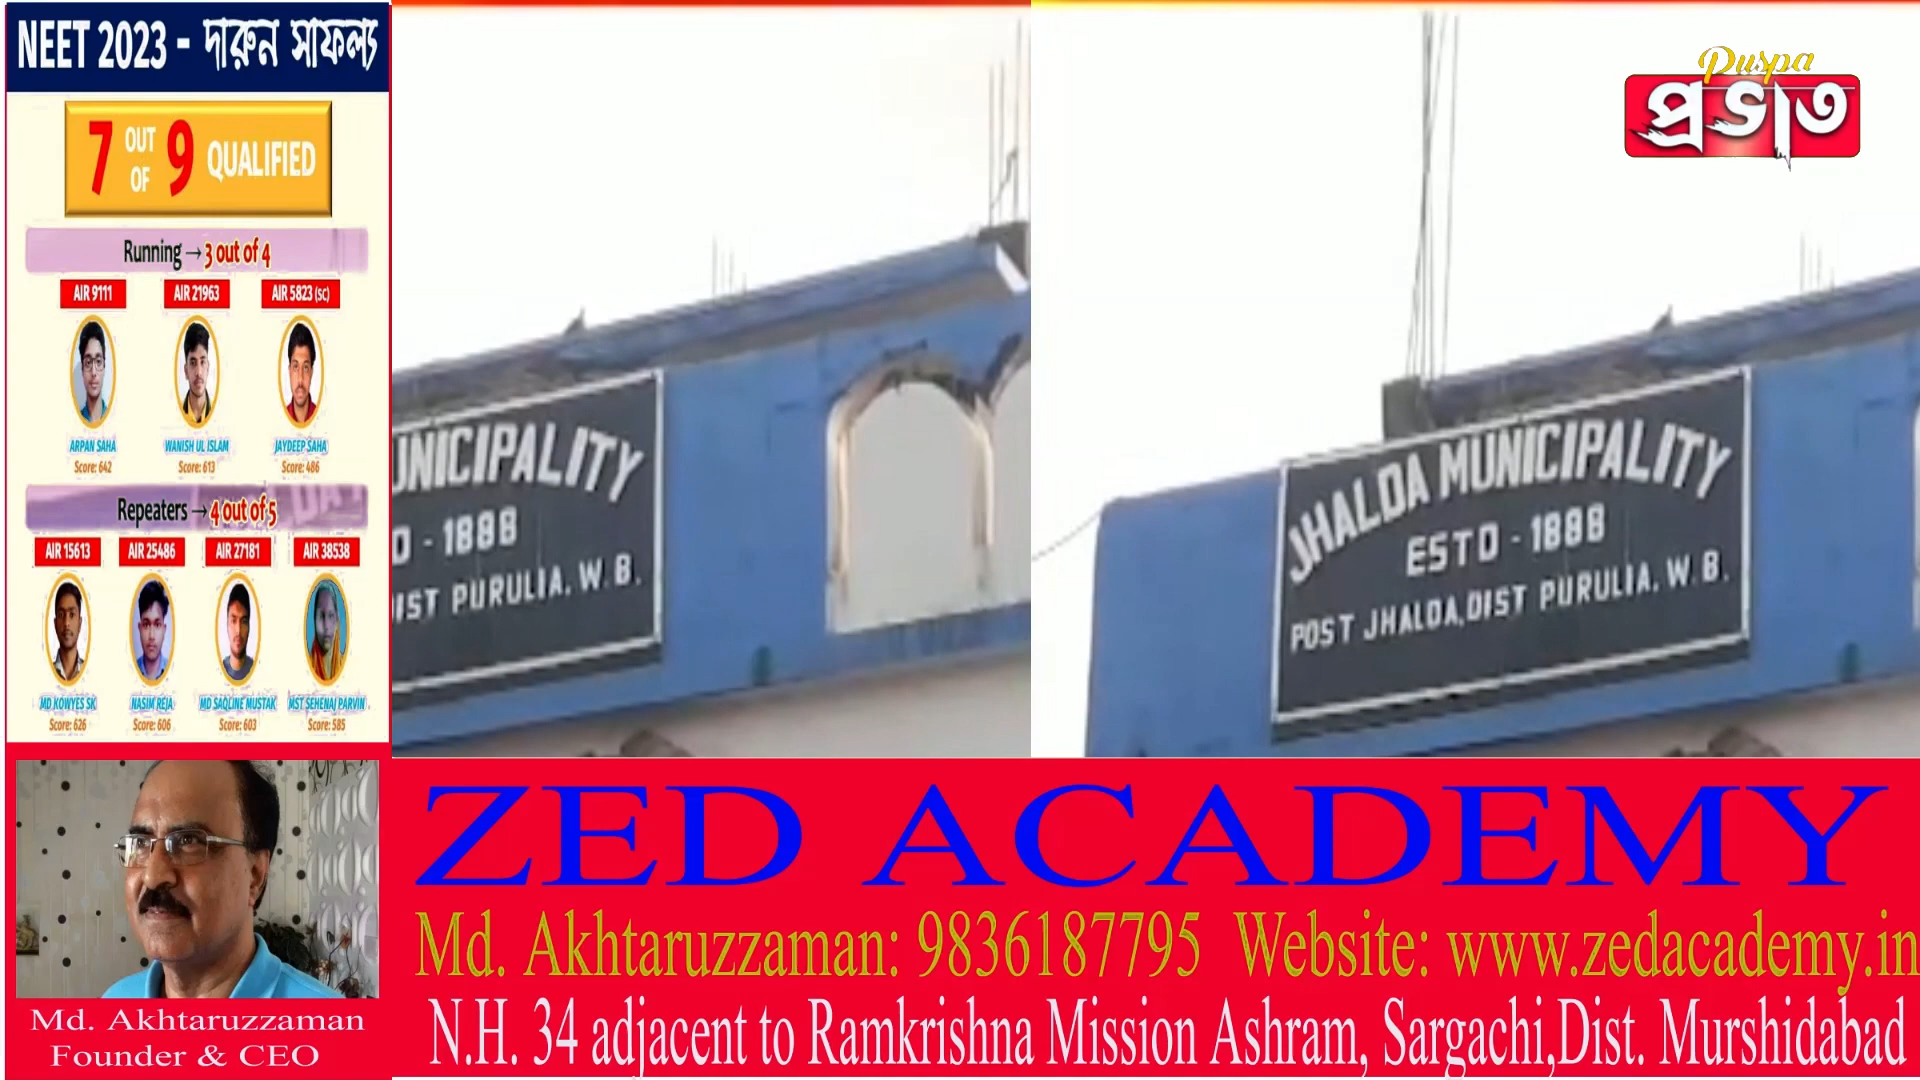 NEET 2023 - দারুন সাফল্য
7 OUT OF 9 QUALIFIED
Running → 3 out of 4
AIR 9111 AIR 21963 AIR 5823 (SC)
ARPAN SAHA WANISH UL ISLAM JAYDEEP SAHA
Score: 642 Score: 613 Score: 486
Repeaters → 4 out of 5
AIR 15613 AIR 25486 AIR 27181 AIR 38538
MD KOWYES SK NASIM REJA MD SAQLINE MUSTAK MST SEHENAJ PARVIN
Score: 626 Score: 606 Score: 603 Score: 585
Md. Akhtaruzzaman
Founder & CEO
UNICIPALITY
D - 1888
DIST PURULIA. W. B.
JHALDA MUNICIPALITY
ESTD - 1888
POST JHALDA, DIST PURULIA. W. B.
Puspa
প্রভাত
ZED ACADEMY
Md. Akhtaruzzaman: 9836187795 Website: www.zedacademy.in
N.H. 34 adjacent to Ramkrishna Mission Ashram, Sargachi,Dist. Murshidabad